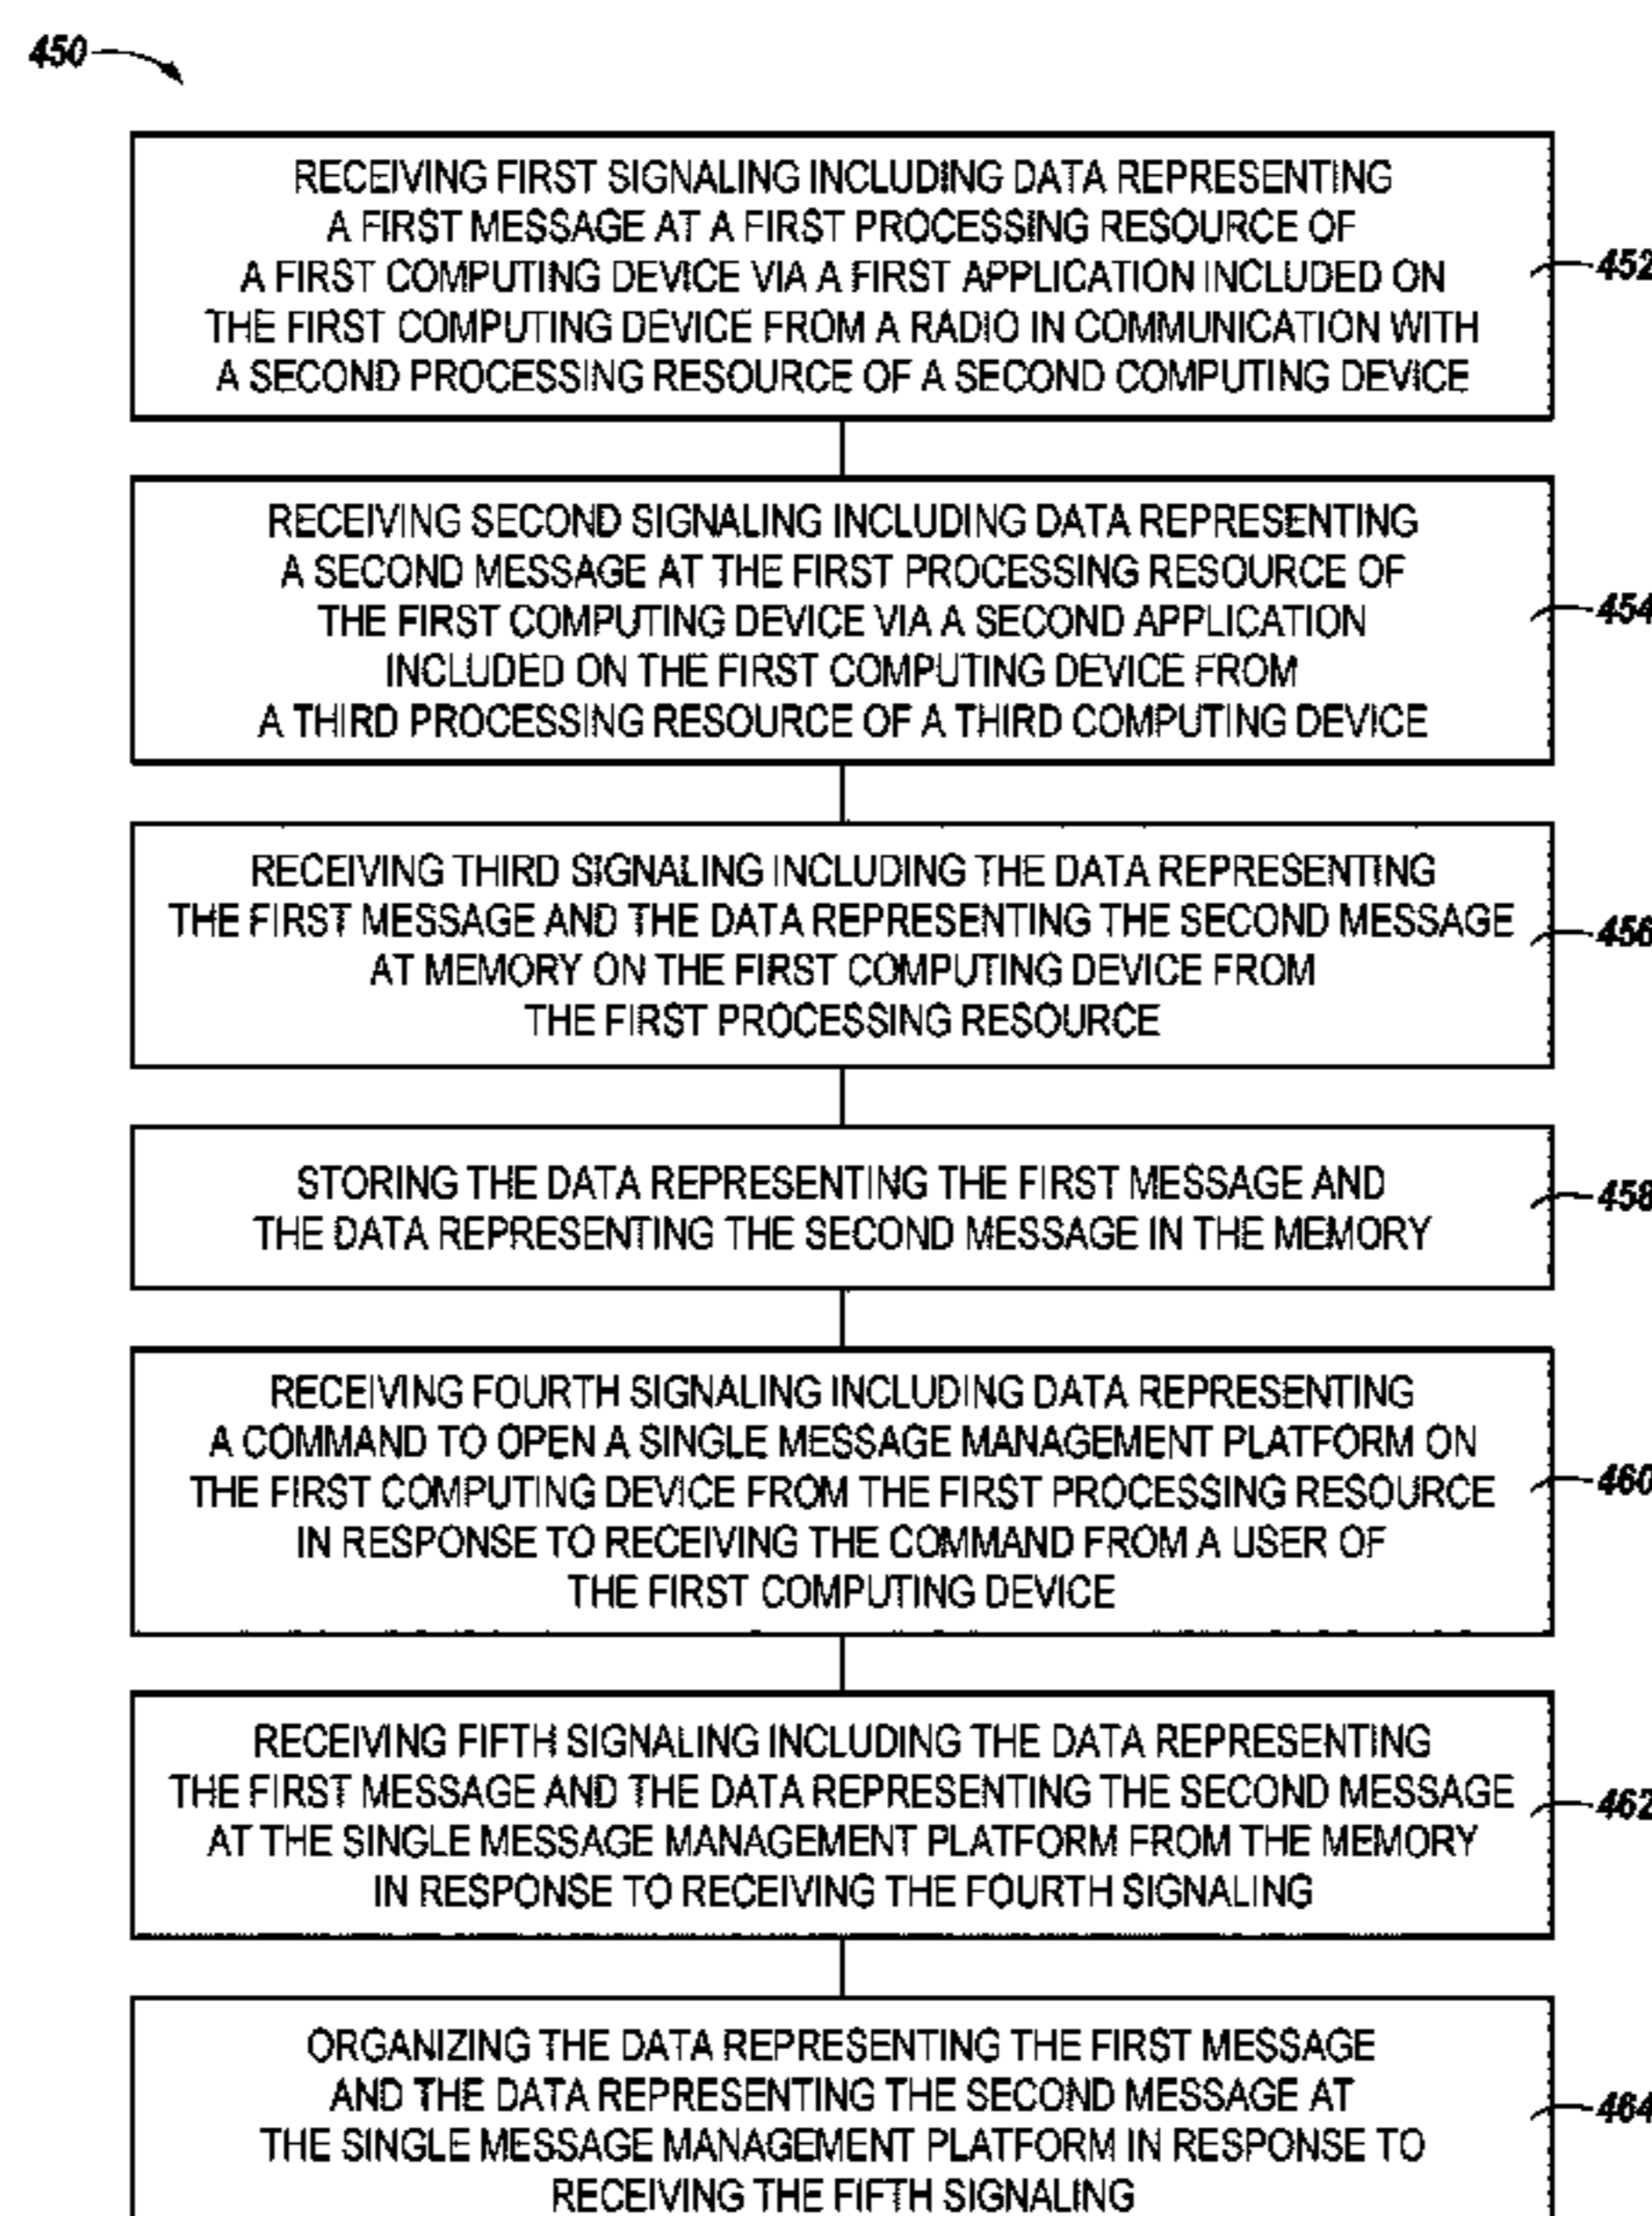 450
RECEIVING FIRST SIGNALING INCLUDING DATA REPRESENTING
A FIRST MESSAGE AT A FIRST PROCESSING RESOURCE OF
A FIRST COMPUTING DEVICE VIA A FIRST APPLICATION INCLUDED ON
THE FIRST COMPUTING DEVICE FROM A RADIO IN COMMUNICATION WITH
A SECOND PROCESSING RESOURCE OF A SECOND COMPUTING DEVICE
452
RECEIVING SECOND SIGNALING INCLUDING DATA REPRESENTING
A SECOND MESSAGE AT THE FIRST PROCESSING RESOURCE OF
THE FIRST COMPUTING DEVICE VIA A SECOND APPLICATION
INCLUDED ON THE FIRST COMPUTING DEVICE FROM
A THIRD PROCESSING RESOURCE OF A THIRD COMPUTING DEVICE
454
RECEIVING THIRD SIGNALING INCLUDING THE DATA REPRESENTING
THE FIRST MESSAGE AND THE DATA REPRESENTING THE SECOND MESSAGE
AT MEMORY ON THE FIRST COMPUTING DEVICE FROM
THE FIRST PROCESSING RESOURCE
456
STORING THE DATA REPRESENTING THE FIRST MESSAGE AND
THE DATA REPRESENTING THE SECOND MESSAGE IN THE MEMORY
458
RECEIVING FOURTH SIGNALING INCLUDING DATA REPRESENTING
A COMMAND TO OPEN A SINGLE MESSAGE MANAGEMENT PLATFORM ON
THE FIRST COMPUTING DEVICE FROM THE FIRST PROCESSING RESOURCE
IN RESPONSE TO RECEIVING THE COMMAND FROM A USER OF
THE FIRST COMPUTING DEVICE
460
RECEIVING FIFTH SIGNALING INCLUDING THE DATA REPRESENTING
THE FIRST MESSAGE AND THE DATA REPRESENTING THE SECOND MESSAGE
AT THE SINGLE MESSAGE MANAGEMENT PLATFORM FROM THE MEMORY
IN RESPONSE TO RECEIVING THE FOURTH SIGNALING
462
ORGANIZING THE DATA REPRESENTING THE FIRST MESSAGE
AND THE DATA REPRESENTING THE SECOND MESSAGE AT
THE SINGLE MESSAGE MANAGEMENT PLATFORM IN RESPONSE TO
RECEIVING THE FIFTH SIGNALING
464